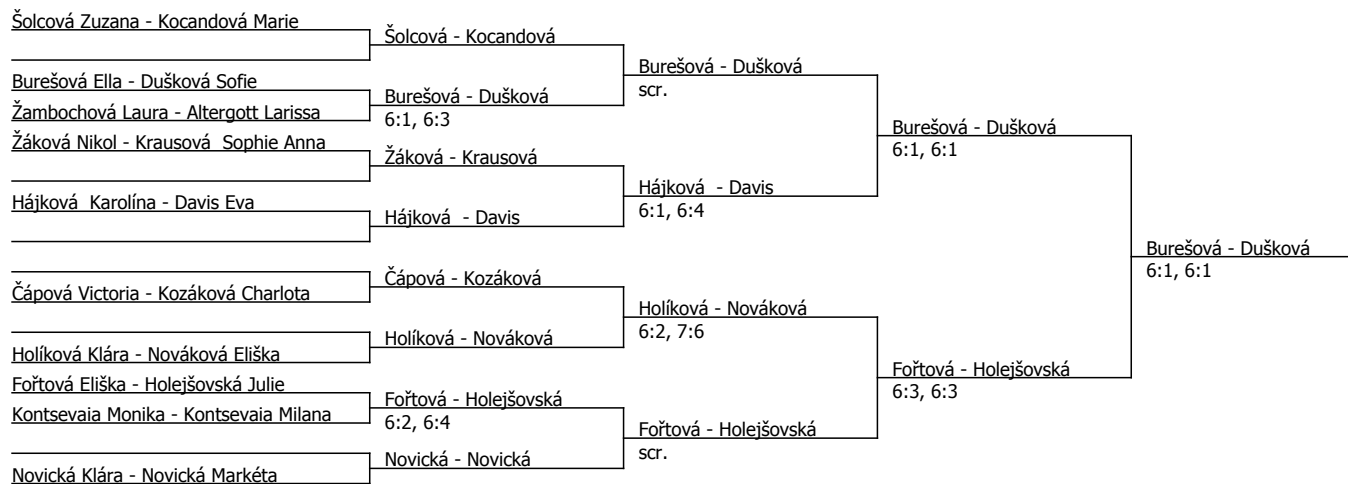 Šolcová Zuzana - Kocandová Marie
Burešová Ella - Dušková Sofie
Žambochová Laura - Altergott Larissa
Žáková Nikol - Krausová  Sophie Anna
Hájková  Karolína - Davis Eva
Čápová Victoria - Kozáková Charlota
Holíková Klára - Nováková Eliška
Fořtová Eliška - Holejšovská Julie
Kontsevaia Monika - Kontsevaia Milana
Novická Klára - Novická Markéta
Šolcová - Kocandová
Burešová - Dušková
6:1, 6:3
Žáková - Krausová
Hájková  - Davis
Čápová - Kozáková
Holíková - Nováková
Fořtová - Holejšovská
6:2, 6:4
Novická - Novická
Burešová - Dušková
scr.
Hájková  - Davis
6:1, 6:4
Holíková - Nováková
6:2, 7:6
Fořtová - Holejšovská
scr.
Burešová - Dušková
6:1, 6:1
Fořtová - Holejšovská
6:3, 6:3
Burešová - Dušková
6:1, 6:1